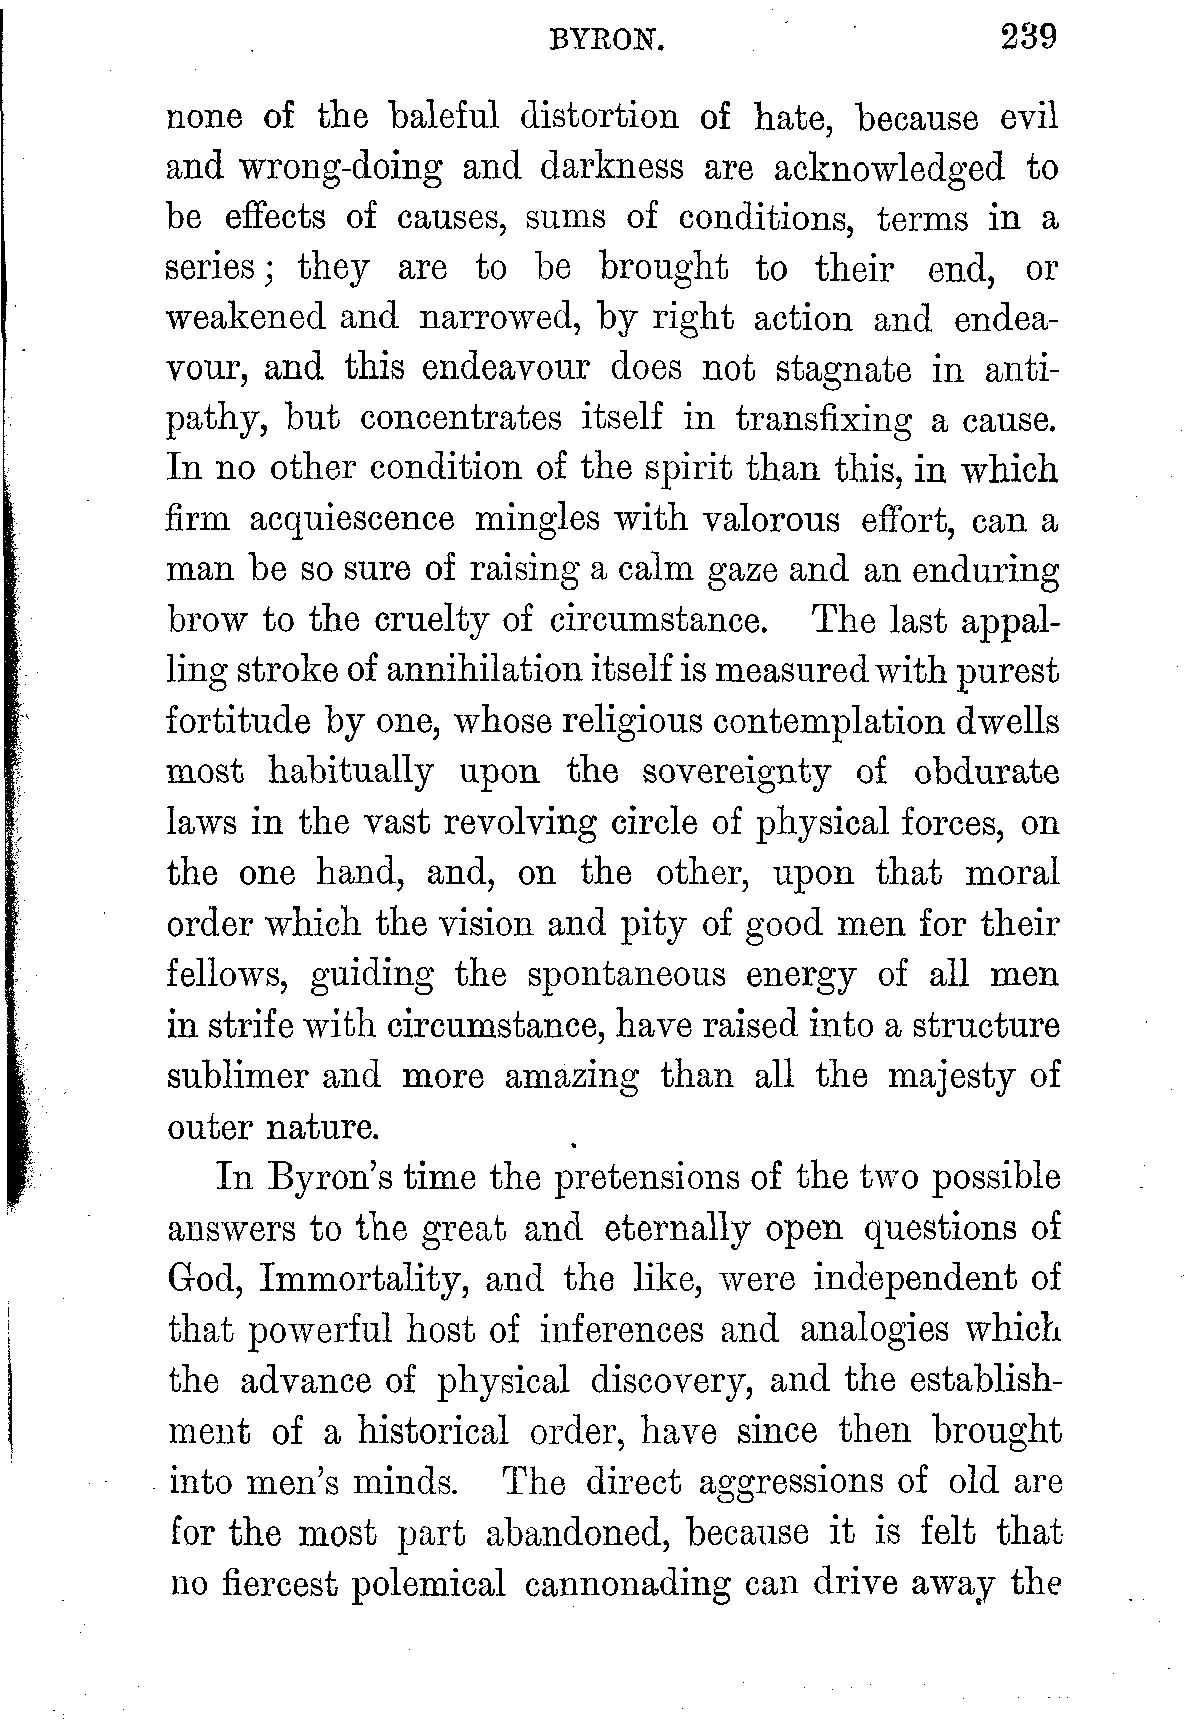 BYRON. 239
none of the baleful distortion of hate, because evil
and wrong-doing and darkness are acknowledged to
be effects of causes, sums of conditions, terms in a
series; they are to be brought to their end, or
weakened and narrowed, by right action and endea-
vour, and this endeavour does not stagnate in anti-
pathy, but concentrates itself in transfixing a cause.
In no other condition of the spirit than this, in which
firm acquiescence mingles with valorous effort, can a
man be so sure of raising a calm gaze and an enduring
brow to the cruelty of circumstance. The last appal-
ling stroke of annihilation itself is measured with purest
fortitude by one, whose religious contemplation dwells
most habitually upon the sovereignty of obdurate
laws in the vast revolving circle of physical forces, on
the one hand, and, on the other, upon that moral
order which the vision and pity of good men for their
fellows, guiding the spontaneous energy of all men
in strife with circumstance, have raised into a structure
sublimer and more amazing than all the majesty of
outer nature.
In Byron's time the pretensions of the two possible
answers to the great and eternally open questions of
God, Immortality, and the like, were independent of
that powerful host of inferences and analogies which
the advance of physical discovery, and the establish-
ment of a historical order, have since then brought
into men's minds. The direct aggressions of old are
for the most part abandoned, because it is felt that
no fiercest polemical cannonading can drive away the